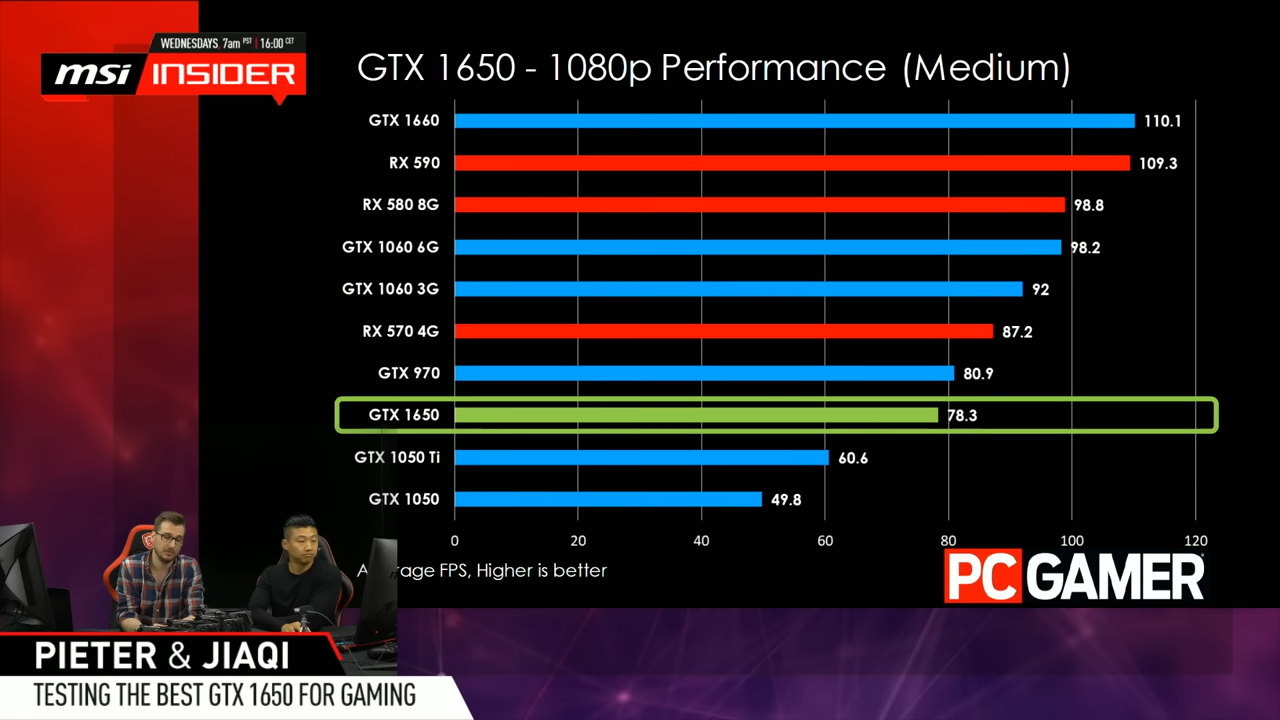 WEDNESDAYS, 7am PST | 16:00 CET
msi INSIDER
GTX 1650 - 1080p Performance (Medium)
GTX 1660 110.1
RX 590 109.3
RX 580 8G 98.8
GTX 1060 6G 98.2
GTX 1060 3G 92
RX 570 4G 87.2
GTX 970 80.9
GTX 1650 78.3
GTX 1050 Ti 60.6
GTX 1050 49.8
0 20 40 60 80 100 120
Average FPS, Higher is better
PC GAMER
PIETER & JIAQI
TESTING THE BEST GTX 1650 FOR GAMING